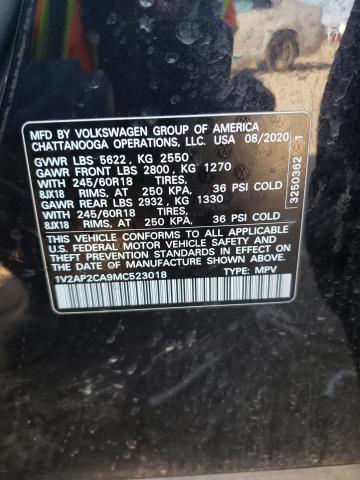 MFD BY VOLKSWAGEN GROUP OF AMERICA
CHATTANOOGA OPERATIONS, LLC. USA 08/2020
GVWR LBS 5622, KG 2550
GAWR FRONT LBS 2800, KG 1270
WITH 245/60R18 TIRES,
8JX18 RIMS, AT 250 KPA, 36 PSI COLD
GAWR REAR LBS 2932, KG 1330
WITH 245/60R18 TIRES,
8JX18 RIMS, AT 250 KPA, 36 PSI COLD
THIS VEHICLE CONFORMS TO ALL APPLICABLE
U.S. FEDERAL MOTOR VEHICLE SAFETY AND
THEFT PREVENTION STANDARDS IN EFFECT
ON THE DATE OF MANUFACTURE SHOWN ABOVE.
1V2AP2CA9MC523018 TYPE: MPV
3250362 1